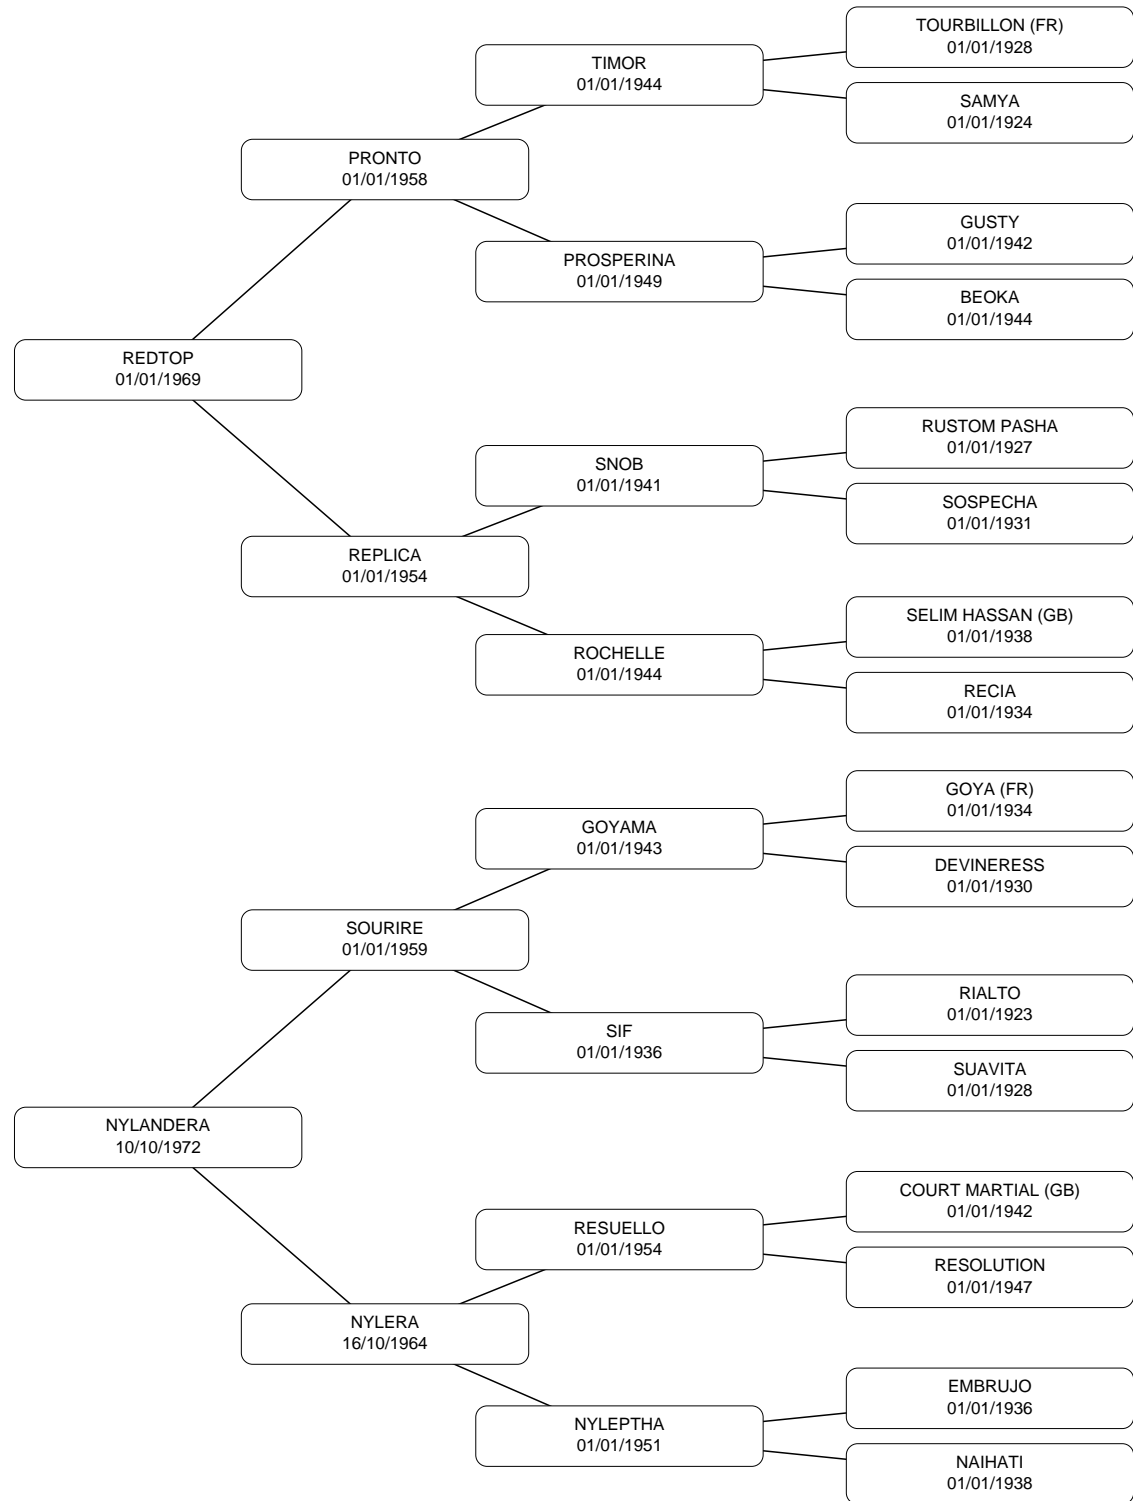 TOURBILLON (FR)
01/01/1928
TIMOR
01/01/1944
SAMYA
01/01/1924
PRONTO
01/01/1958
GUSTY
01/01/1942
PROSPERINA
01/01/1949
BEOKA
01/01/1944
REDTOP
01/01/1969
RUSTOM PASHA
01/01/1927
SNOB
01/01/1941
SOSPECHA
01/01/1931
REPLICA
01/01/1954
SELIM HASSAN (GB)
01/01/1938
ROCHELLE
01/01/1944
RECIA
01/01/1934
GOYA (FR)
01/01/1934
GOYAMA
01/01/1943
DEVINERESS
01/01/1930
SOURIRE
01/01/1959
RIALTO
01/01/1923
SIF
01/01/1936
SUAVITA
01/01/1928
NYLANDERA
10/10/1972
COURT MARTIAL (GB)
01/01/1942
RESUELLO
01/01/1954
RESOLUTION
01/01/1947
NYLERA
16/10/1964
EMBRUJO
01/01/1936
NYLEPTHA
01/01/1951
NAIHATI
01/01/1938